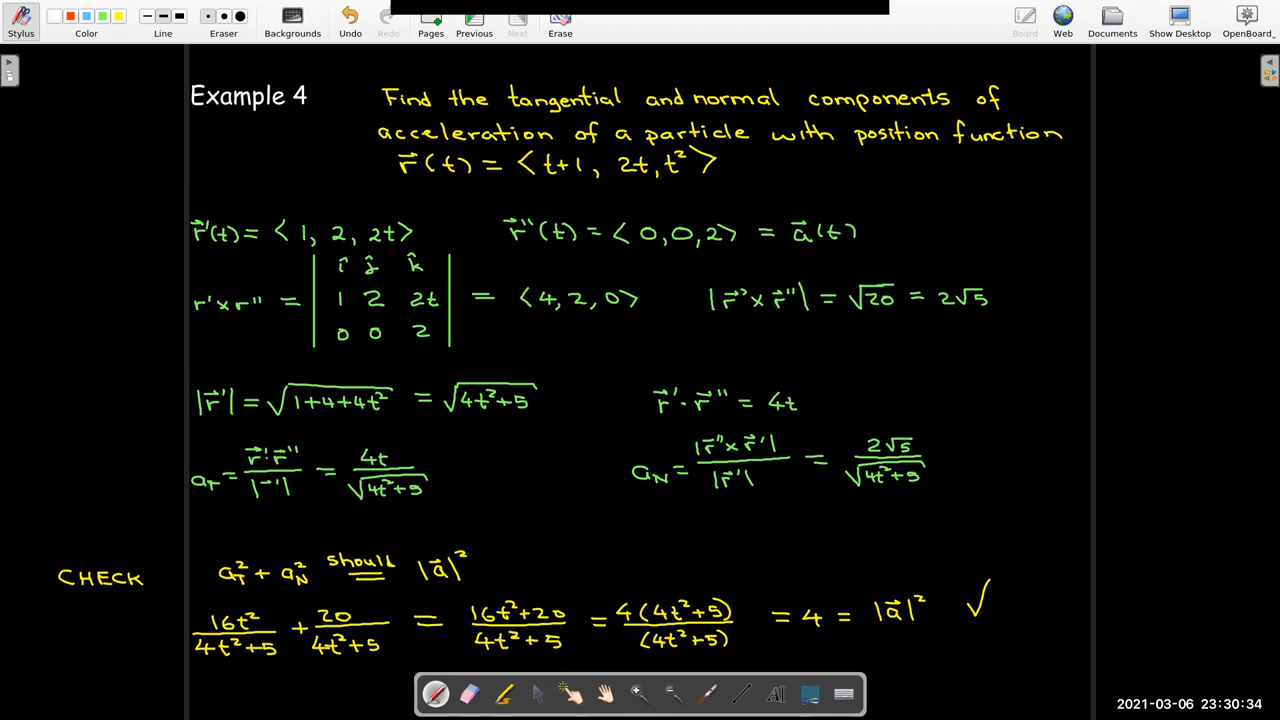 Stylus Color Line Eraser Backgrounds Undo Redo Pages Previous Next Erase Board Web Documents Show Desktop OpenBoard
Example 4 Find the tangential and normal components of
acceleration of a particle with position function
r⃗(t) = ⟨t+1, 2t, t²⟩
r⃗'(t) = ⟨1, 2, 2t⟩ r⃗''(t) = ⟨0,0,2⟩ = a⃗(t)
î ĵ k̂
r' x r'' = | 1 2 2t | = ⟨4,2,0⟩ |r⃗' x r⃗''| = √20 = 2√5
0 0 2
|r⃗'| = √(1+4+4t²) = √(4t²+5) r⃗' · r⃗'' = 4t
a_T = (r⃗'·r⃗'')/|r⃗'| = 4t/√(4t²+5) a_N = |r⃗'' x r⃗'|/|r⃗'| = 2√5/√(4t²+5)
CHECK a_T² + a_N² should = |a⃗|²
16t²/(4t²+5) + 20/(4t²+5) = (16t²+20)/(4t²+5) = 4(4t²+5)/(4t²+5) = 4 = |a⃗|² √
2021-03-06 23:30:34